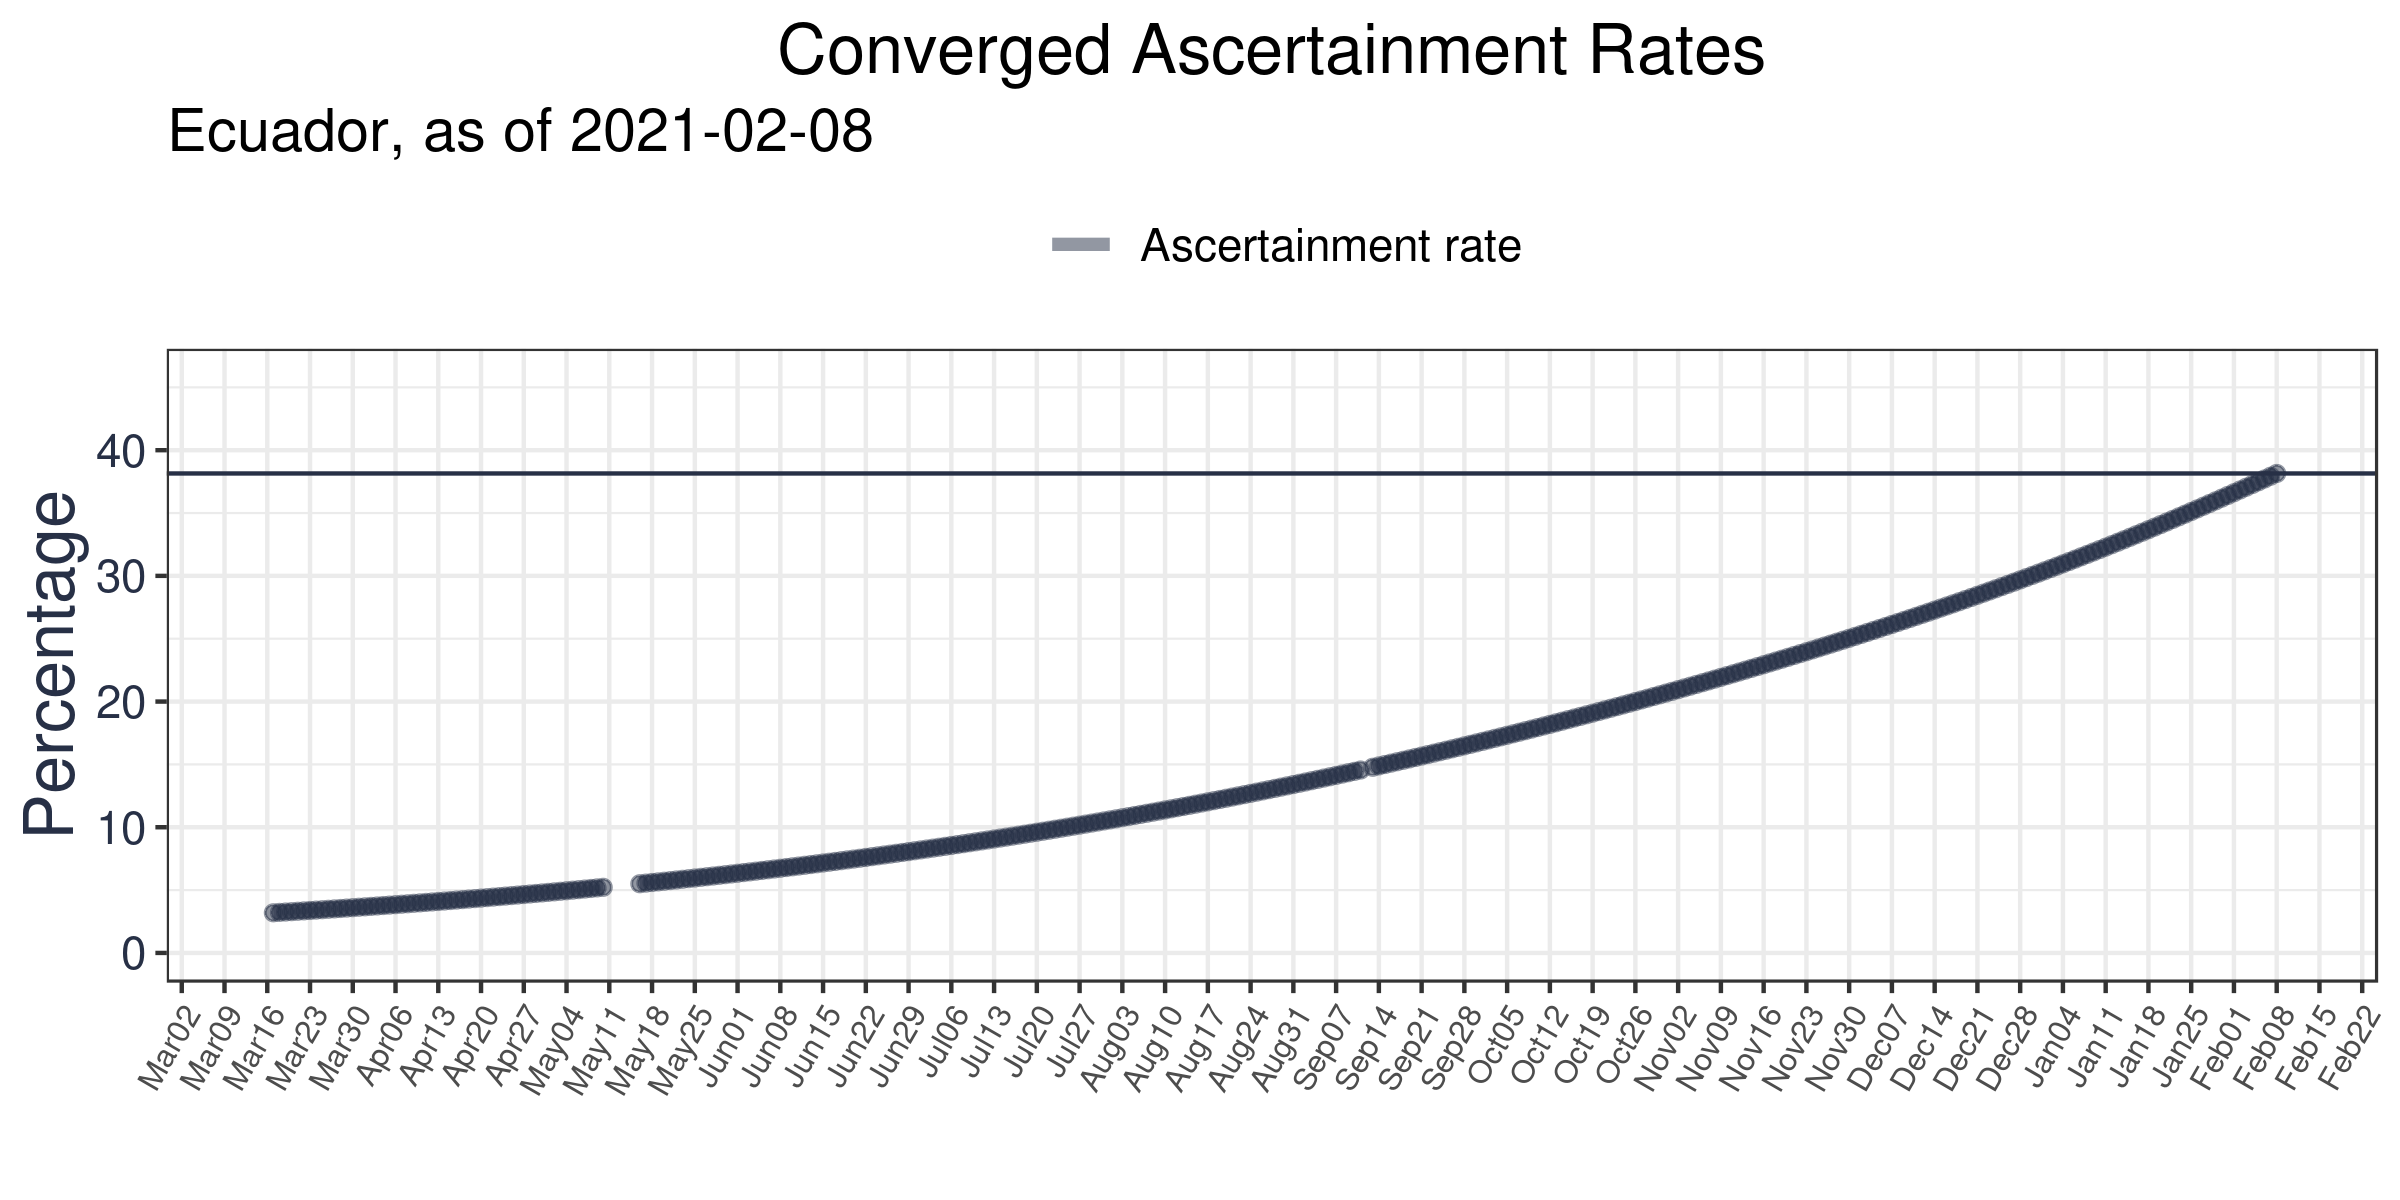 Converged Ascertainment Rates
Ecuador, as of 2021-02-08
Ascertainment rate
Percentage
40
30
20
10
0
Mar02
Mar09
Mar16
Mar23
Mar30
Apr06
Apr13
Apr20
Apr27
May04
May11
May18
May25
Jun01
Jun08
Jun15
Jun22
Jun29
Jul06
Jul13
Jul20
Jul27
Aug03
Aug10
Aug17
Aug24
Aug31
Sep07
Sep14
Sep21
Sep28
Oct05
Oct12
Oct19
Oct26
Nov02
Nov09
Nov16
Nov23
Nov30
Dec07
Dec14
Dec21
Dec28
Jan04
Jan11
Jan18
Jan25
Feb01
Feb08
Feb15
Feb22